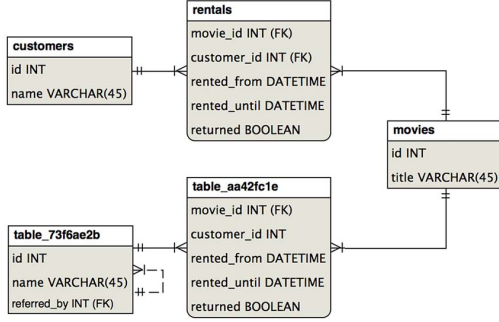 rentals
movie_id INT (FK)
customer_id INT (FK)
rented_from DATETIME
rented_until DATETIME
returned BOOLEAN
customers
id INT
name VARCHAR(45)
movies
id INT
title VARCHAR(45)
table_aa42fc1e
movie_id INT (FK)
customer_id INT
rented_from DATETIME
rented_until DATETIME
returned BOOLEAN
table_73f6ae2b
id INT
name VARCHAR(45)
referred_by INT (FK)